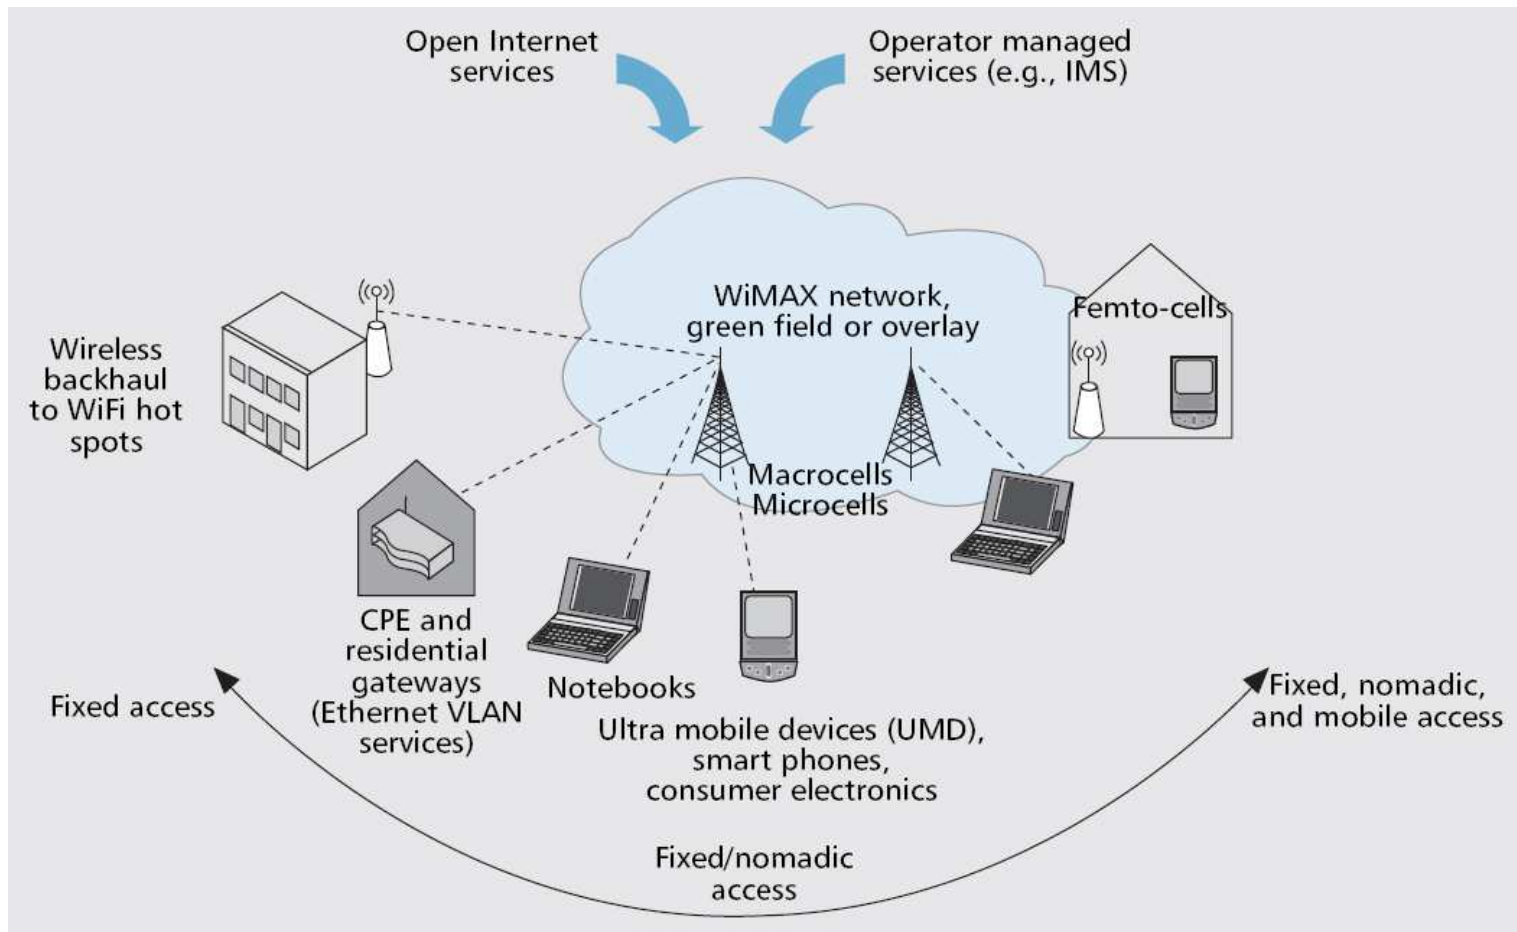 Open Internet
services
Operator managed
services (e.g., IMS)
WiMAX network,
green field or overlay
Femto-cells
Wireless
backhaul
to WiFi hot
spots
Macrocells
Microcells
CPE and
residential
gateways
(Ethernet VLAN
services)
Notebooks
Ultra mobile devices (UMD),
smart phones,
consumer electronics
Fixed access
Fixed, nomadic,
and mobile access
Fixed/nomadic
access